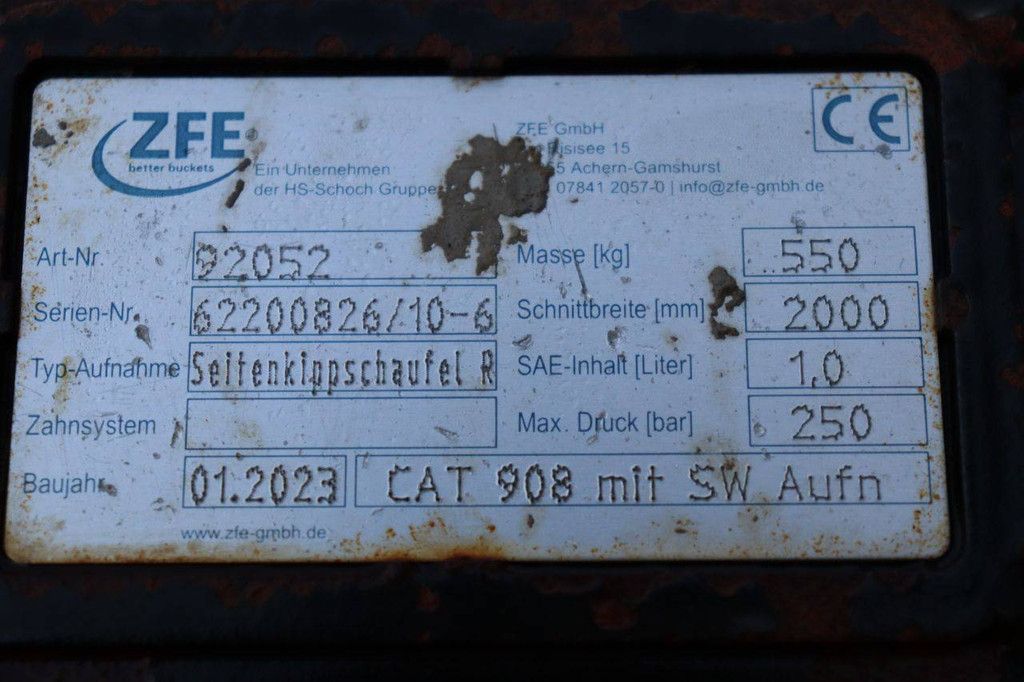 ZFE
better buckets
Ein Unternehmen
der HS-Schoch Gruppe
ZFE GmbH
15
Achern-Gamshurst
07841 2057-0 | info@zfe-gmbh.de
CE
Art-Nr. 92052
Masse [kg] 550
Serien-Nr. 62200826/10-6
Schnittbreite [mm] 2000
Typ-Aufnahme Seitenkippschaufel R
SAE-Inhalt [Liter] 1,0
Zahnsystem
Max. Druck [bar] 250
Baujahr 01.2023 CAT 908 mit SW Aufn
www.zfe-gmbh.de